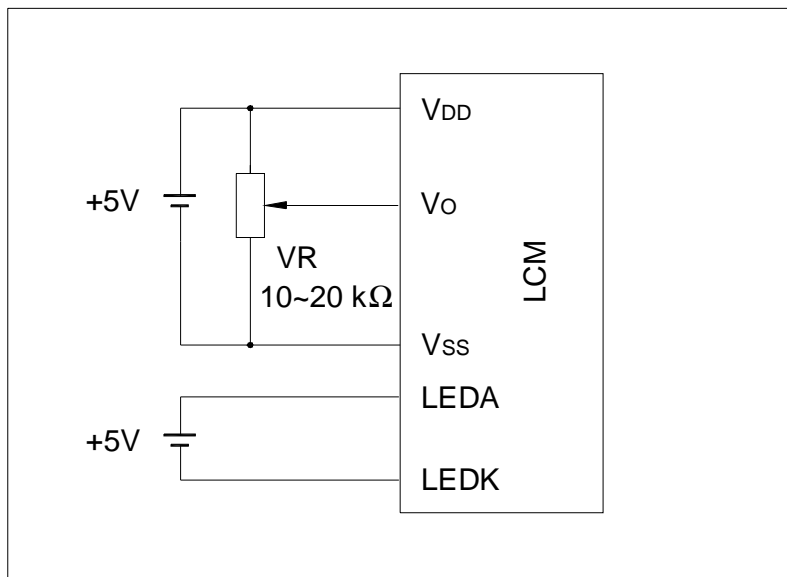 VDD
+5V
VO
VR
10~20 kΩ
LCM
VSS
LEDA
+5V
LEDK